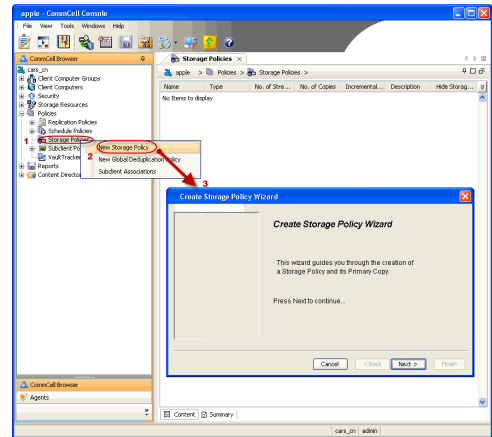 apple - CommCell Console
File View Tools Windows Help
CommCell Browser
cars_cn
Client Computer Groups
Client Computers
Security
Storage Resources
Policies
Replication Policies
Schedule Policies
1 Storage Policies
Subclient Po
VaultTracker
Reports
Content Director
2 New Storage Policy
New Global Deduplication Policy
Subclient Associations
3
Storage Policies ×
apple > Policies > Storage Policies >
Name Type No. of Stre... No. of Copies Incremental... Description Hide Storag...
No Items to display
Create Storage Policy Wizard
Create Storage Policy Wizard
This wizard guides you through the creation of
a Storage Policy and its Primary Copy.
Press Next to continue...
Cancel < Back Next > Finish
CommCell Browser
Agents
Content Summary
cars_cn admin